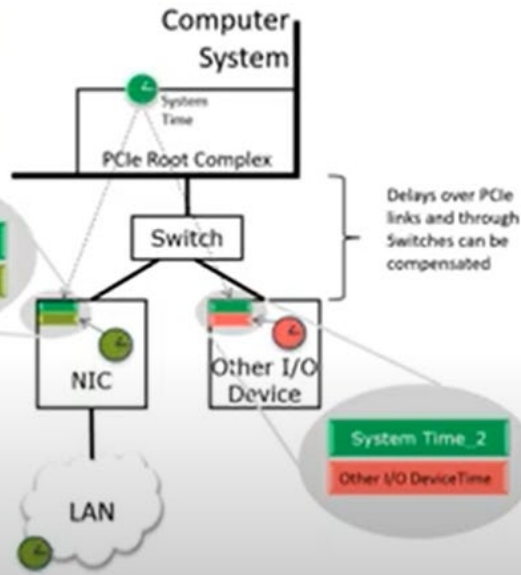 Computer
System
System
Time
PCIe Root Complex
Delays over PCIe
links and through
Switches can be
compensated
Switch
NIC
Other I/O
Device
System Time_2
Other I/O DeviceTime
LAN